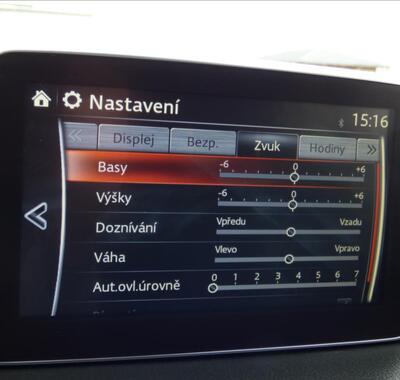 Nastavení 15:16
Displej Bezp. Zvuk Hodiny
Basy -6 0 +6
Výšky -6 0 +6
Doznívání Vpředu Vzadu
Váha Vlevo Vpravo
Aut.ovl.úrovně 0 1 2 3 4 5 6 7